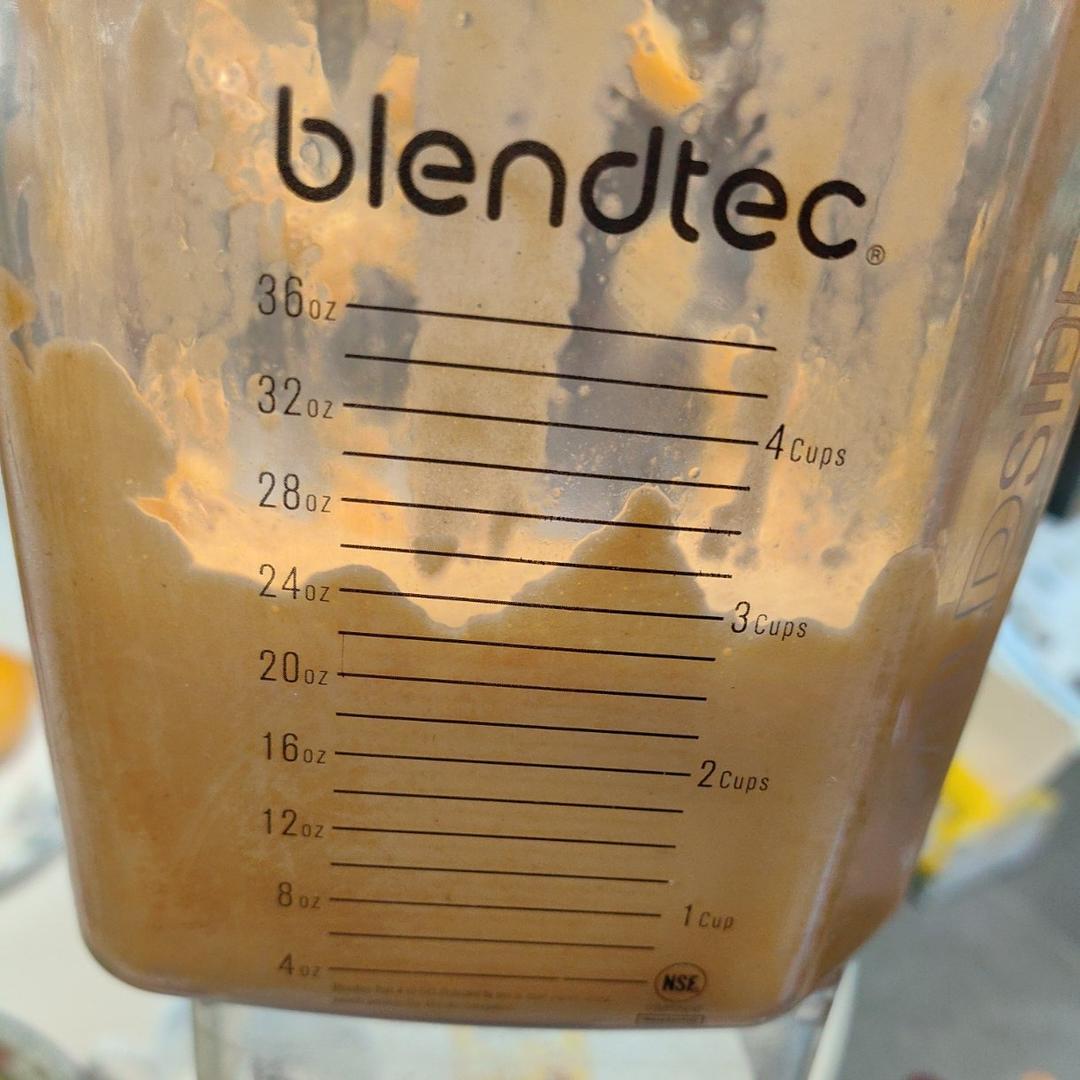 blendtec®
36oz
32oz
4 Cups
28oz
24oz
3 Cups
20oz
16oz
2 Cups
12oz
8oz
1 Cup
4oz
NSF.